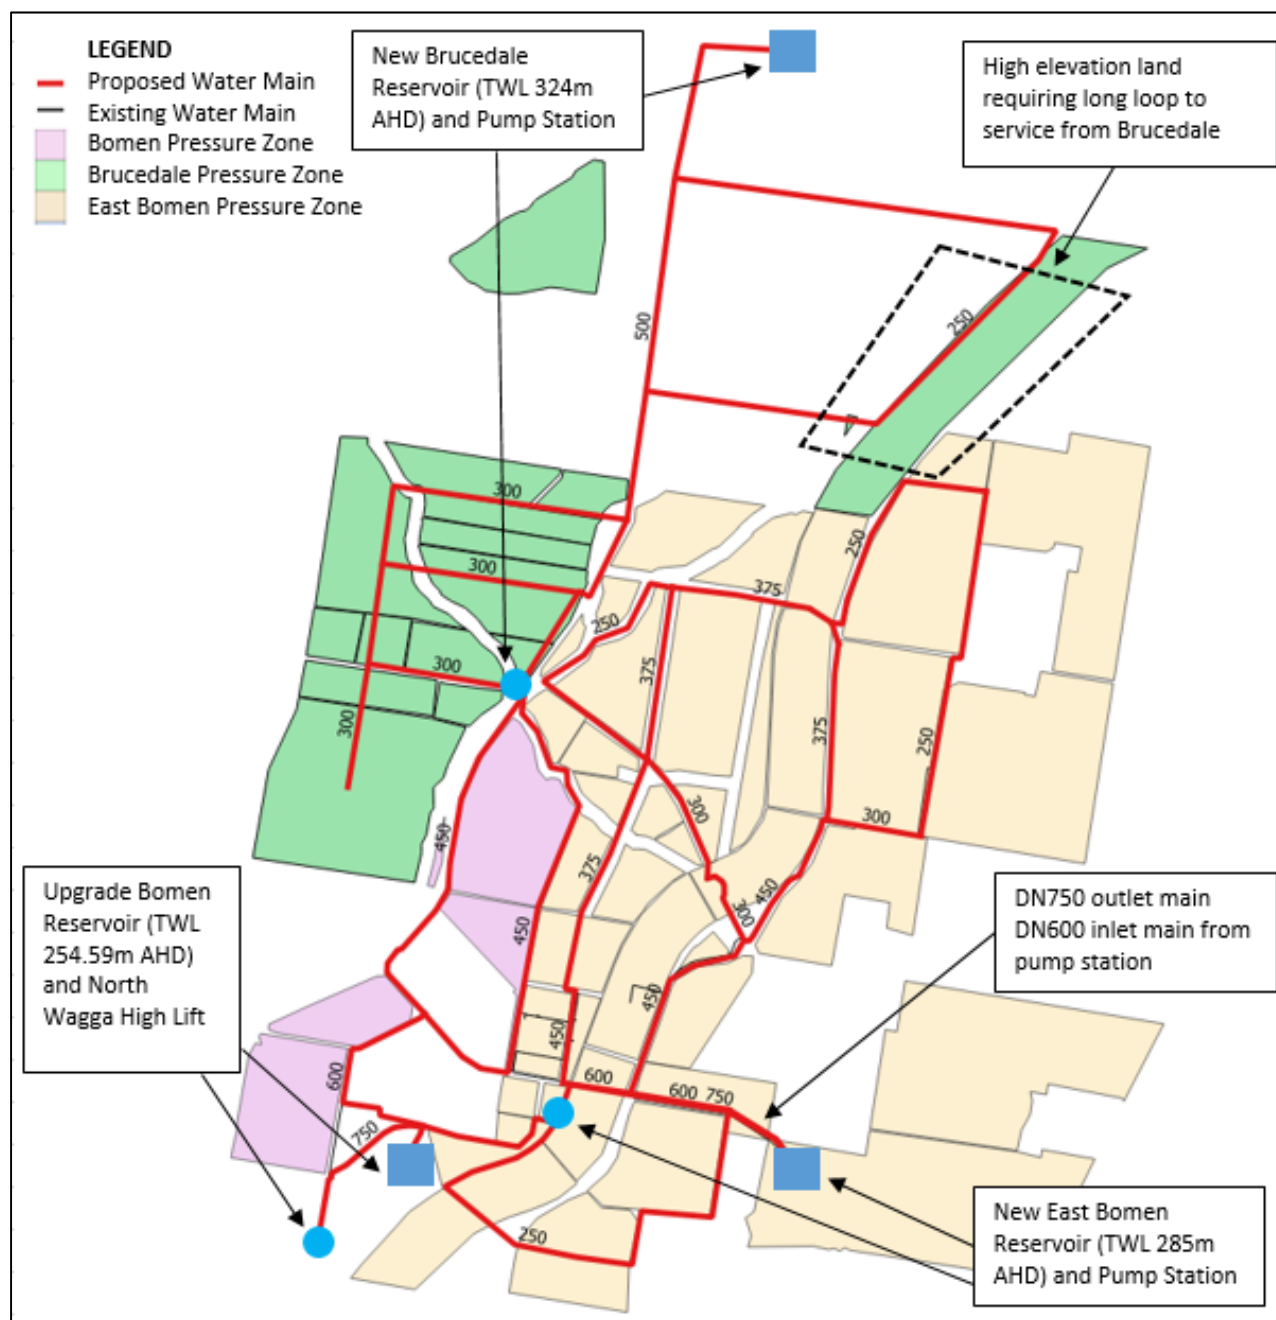 LEGEND
Proposed Water Main
Existing Water Main
Bomen Pressure Zone
Brucedale Pressure Zone
East Bomen Pressure Zone
New Brucedale
Reservoir (TWL 324m
AHD) and Pump Station
High elevation land
requiring long loop to
service from Brucedale
500
250
300
250
300
375
250
375
300
300
375
250
300
300
450
375
450
300
450
Upgrade Bomen
Reservoir (TWL
254.59m AHD)
and North
Wagga High Lift
DN750 outlet main
DN600 inlet main from
pump station
450
450
600
600
600 750
750
250
New East Bomen
Reservoir (TWL 285m
AHD) and Pump Station